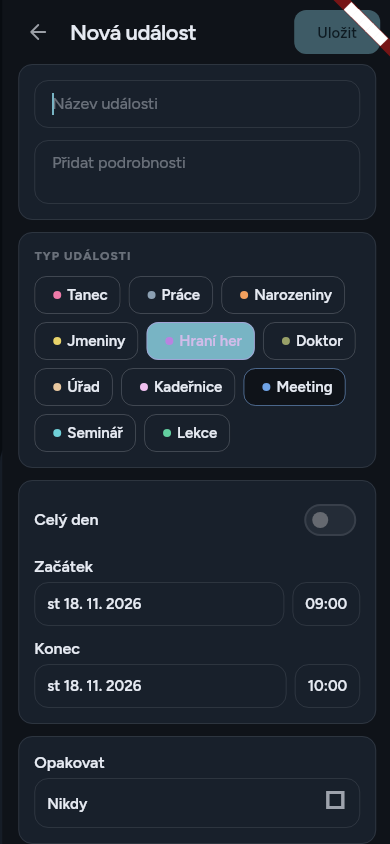 Nová událost
Uložit
Název události
Přidat podrobnosti
TYP UDÁLOSTI
Tanec
Práce
Narozeniny
Jmeniny
Hraní her
Doktor
Úřad
Kadeřnice
Meeting
Seminář
Lekce
Celý den
Začátek
st 18. 11. 2026
09:00
Konec
st 18. 11. 2026
10:00
Opakovat
Nikdy